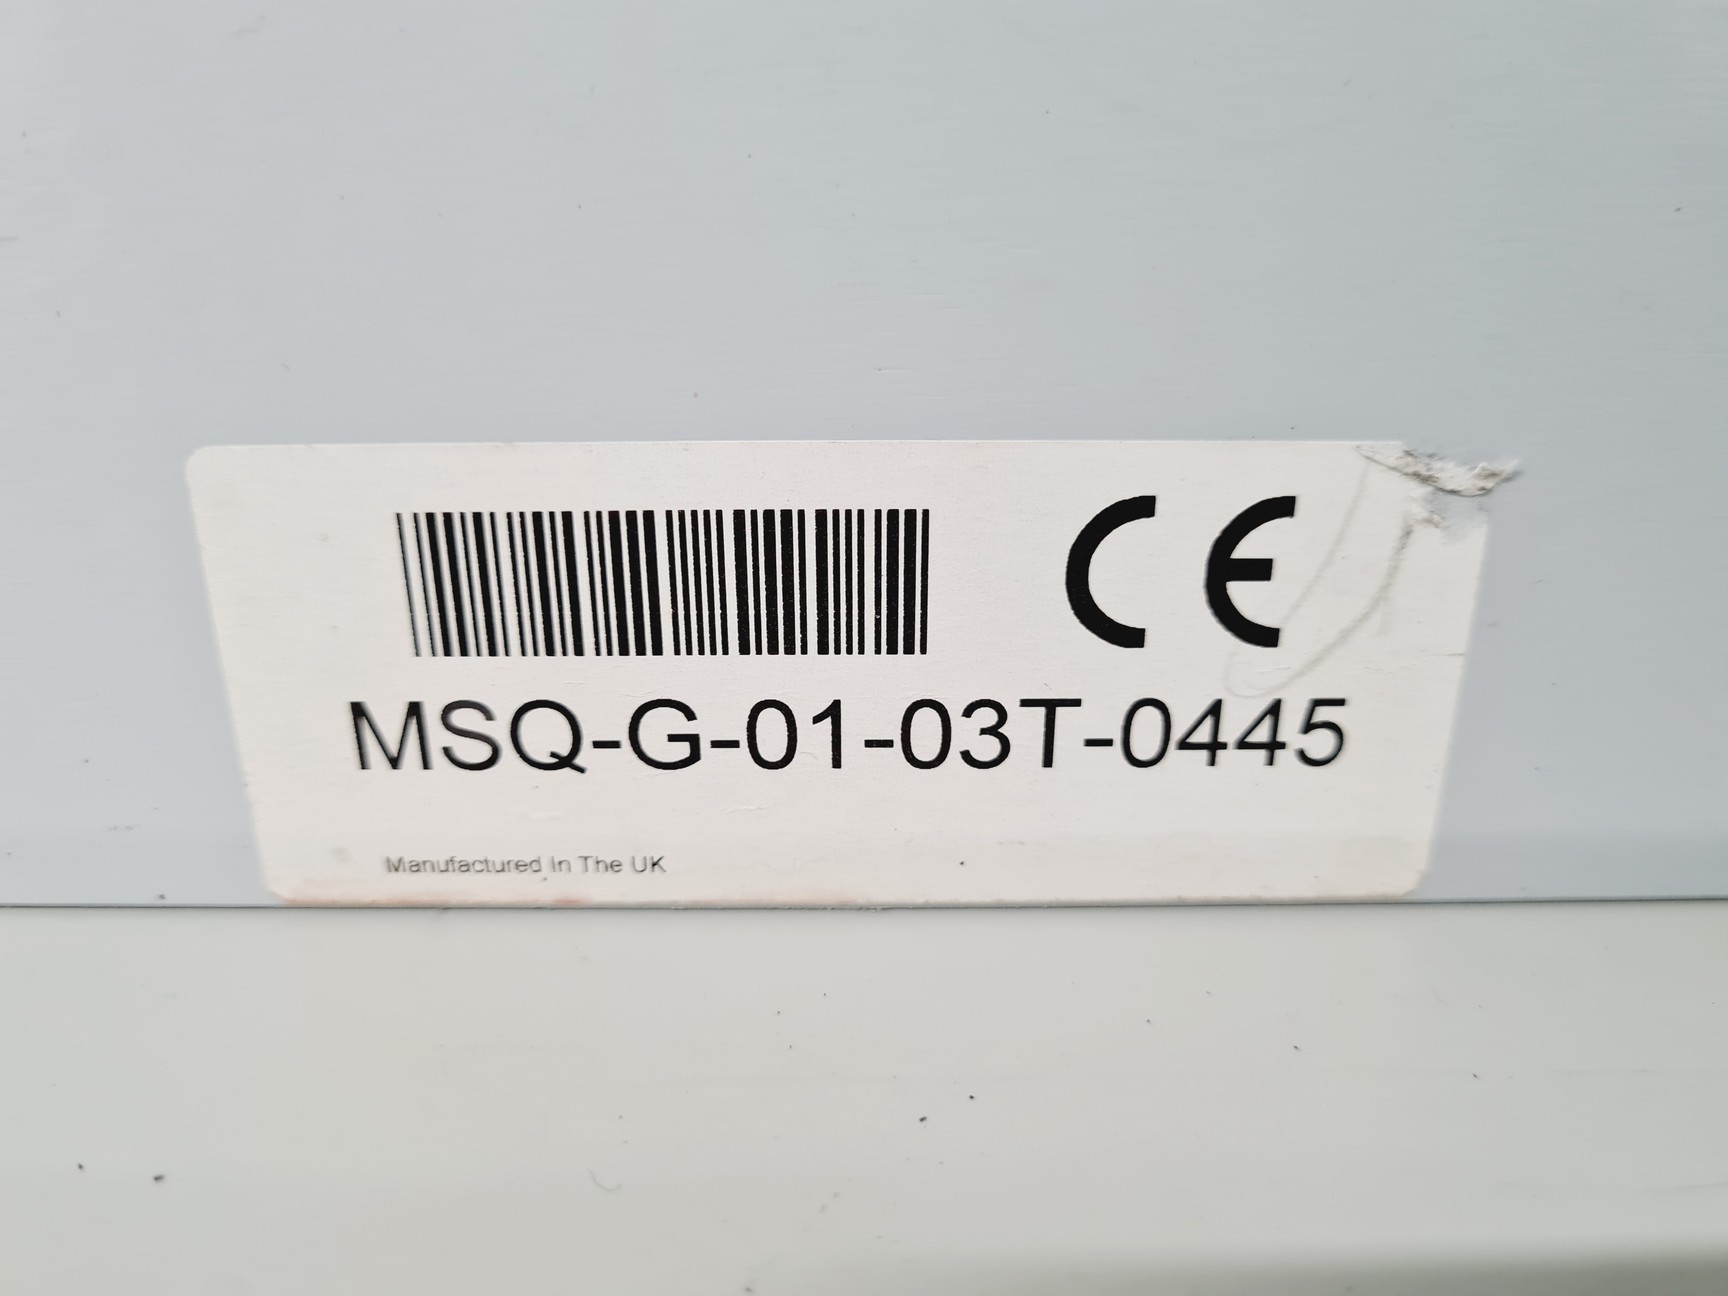 CE
MSQ-G-01-03T-0445
Manufactured In The UK